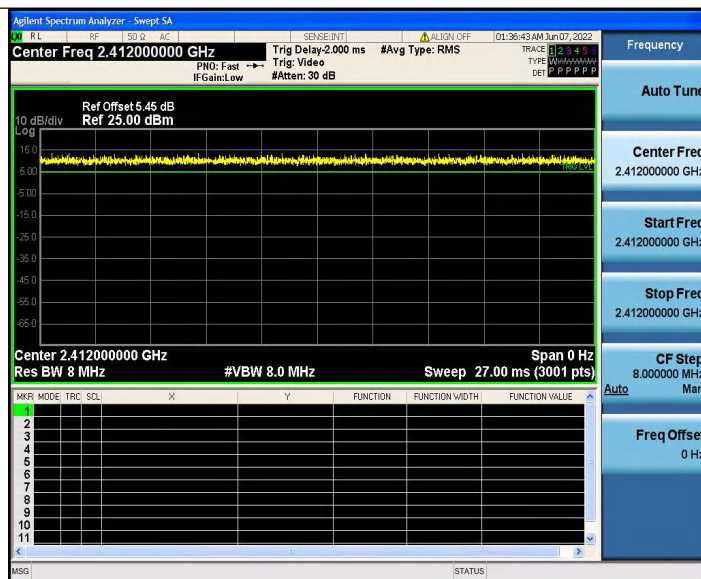 Agilent Spectrum Analyzer - Swept SA
RL RF 50 Ω AC SENSE:INT ALIGN OFF 01:36:43 AM Jun 07, 2022
Center Freq 2.412000000 GHz
PNO: Fast
IFGain:Low
Trig Delay-2.000 ms
Trig: Video
#Atten: 30 dB
#Avg Type: RMS
TRACE 1 2 3 4 5 6
TYPE
DET P P P P P P
Ref Offset 5.45 dB
10 dB/div Ref 25.00 dBm
Log
15.0
5.00
TRIG LVL
-5.00
-15.0
-25.0
-35.0
-45.0
-55.0
-65.0
Center 2.412000000 GHz Span 0 Hz
Res BW 8 MHz #VBW 8.0 MHz Sweep 27.00 ms (3001 pts)
MKR MODE TRC SCL X Y FUNCTION FUNCTION WIDTH FUNCTION VALUE
1
2
3
4
5
6
7
8
9
10
11
MSG STATUS
Frequency
Auto Tune
Center Freq
2.412000000 GHz
Start Freq
2.412000000 GHz
Stop Freq
2.412000000 GHz
CF Step
8.000000 MHz
Auto Man
Freq Offset
0 Hz